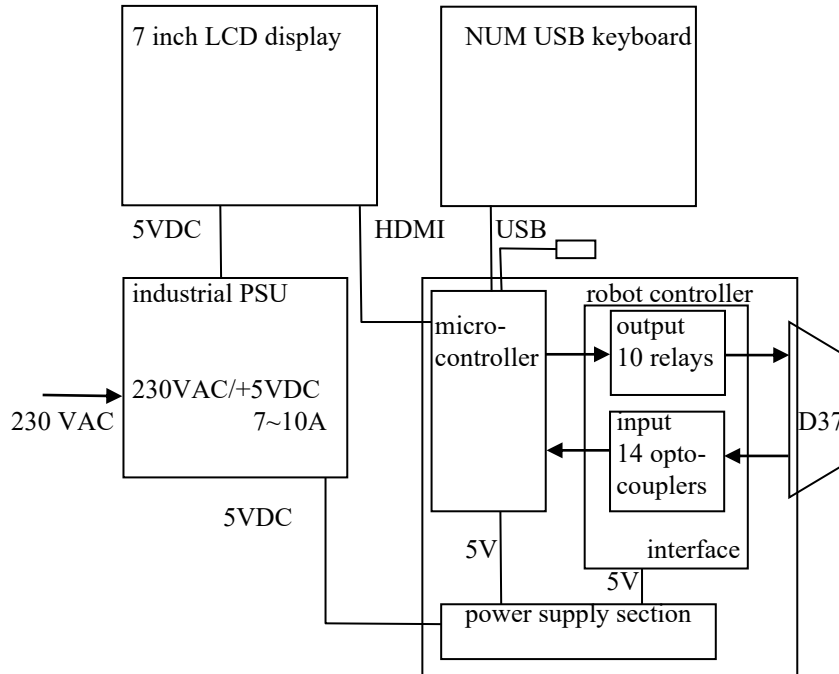 7 inch LCD display
NUM USB keyboard
5VDC
HDMI
USB
industrial PSU
230VAC/+5VDC
7~10A
230 VAC
5VDC
micro-
controller
robot controller
output
10 relays
input
14 opto-
couplers
interface
D37
5V
5V
power supply section